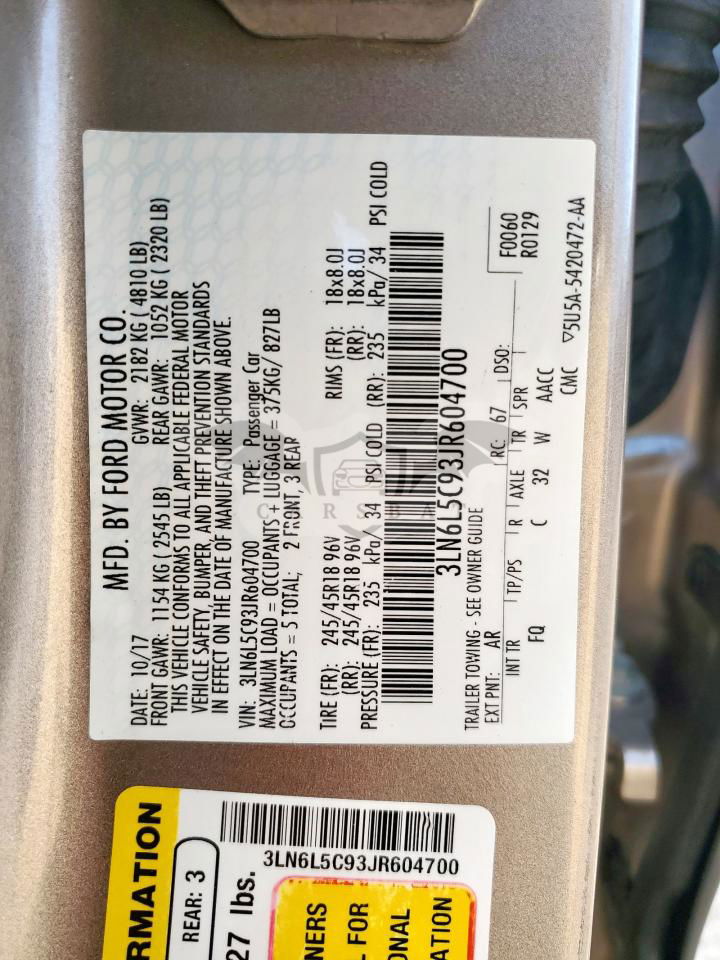 MFD. BY FORD MOTOR CO.
DATE: 10/17 GVWR: 2182 KG ( 4810 LB)
FRONT GAWR: 1154 KG ( 2545 LB) REAR GAWR: 1052 KG ( 2320 LB)
THIS VEHICLE CONFORMS TO ALL APPLICABLE FEDERAL MOTOR
VEHICLE SAFETY, BUMPER, AND THEFT PREVENTION STANDARDS
IN EFFECT ON THE DATE OF MANUFACTURE SHOWN ABOVE.
VIN: 3LN6L5C93JR604700 TYPE: Passenger Car
MAXIMUM LOAD = OCCUPANTS + LUGGAGE = 375KG/ 827LB
OCCUPANTS = 5 TOTAL; 2 FRONT, 3 REAR
TIRE (FR): 245/45R18 96V RIMS (FR): 18x8.0J
(RR): 245/45R18 96V (RR): 18x8.0J
PRESSURE (FR): 235 kPa/ 34 PSI COLD (RR): 235 kPa/ 34 PSI COLD
3LN6L5C93JR604700
TRAILER TOWING - SEE OWNER GUIDE
EXT PNT: AR RC: 67 DSO: F0060
R0129
INT TR TP/PS R AXLE TR SPR
FQ C 32 W AACC
CMC ▽5U5A-5420472-AA
RMATION
REAR: 3
27 lbs.
3LN6L5C93JR604700
NERS
L FOR
ONAL
ATION